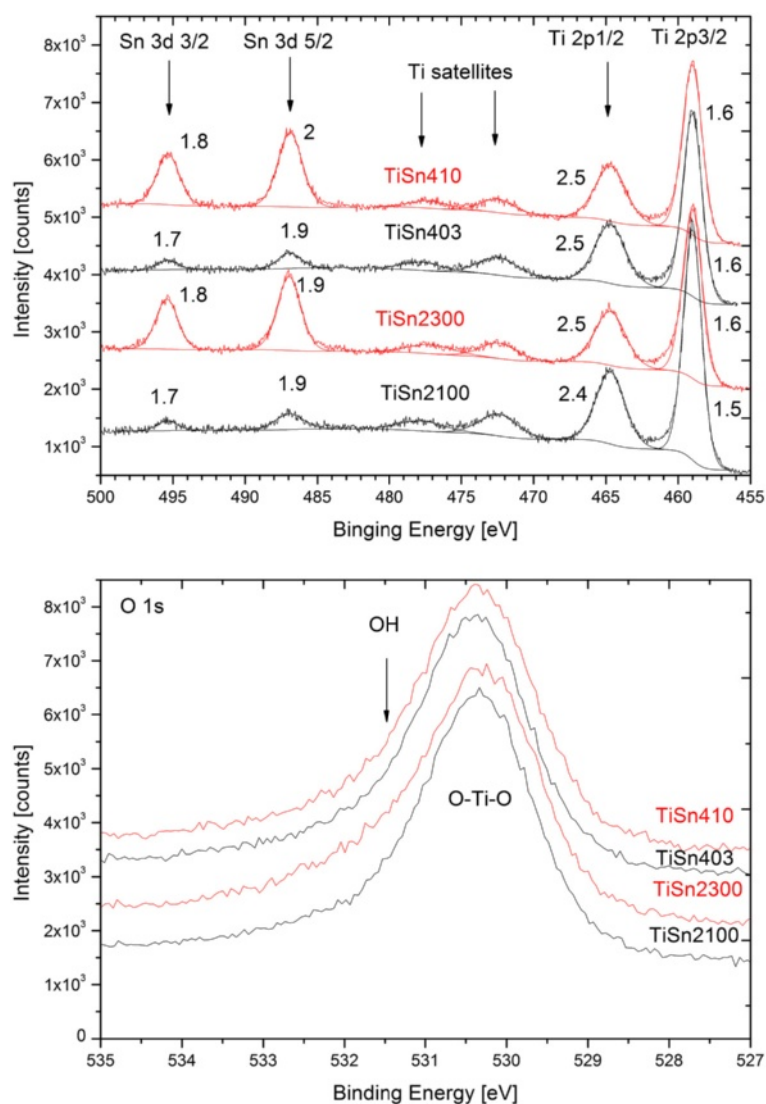 Sn 3d 3/2 Sn 3d 5/2 Ti 2p1/2 Ti 2p3/2
Ti satellites
8x10³
7x10³
6x10³
5x10³
4x10³
3x10³
2x10³
1x10³
Intensity [counts]
1.8 2 TiSn410 2.5 1.6
1.7 1.9 TiSn403 2.5 1.6
1.8 1.9 TiSn2300 2.5 1.6
1.7 1.9 TiSn2100 2.4 1.5
500 495 490 485 480 475 470 465 460 455
Binging Energy [eV]
O 1s
OH
O-Ti-O
8x10³
7x10³
6x10³
5x10³
4x10³
3x10³
2x10³
1x10³
0
Intensity [counts]
TiSn410
TiSn403
TiSn2300
TiSn2100
535 534 533 532 531 530 529 528 527
Binding Energy [eV]